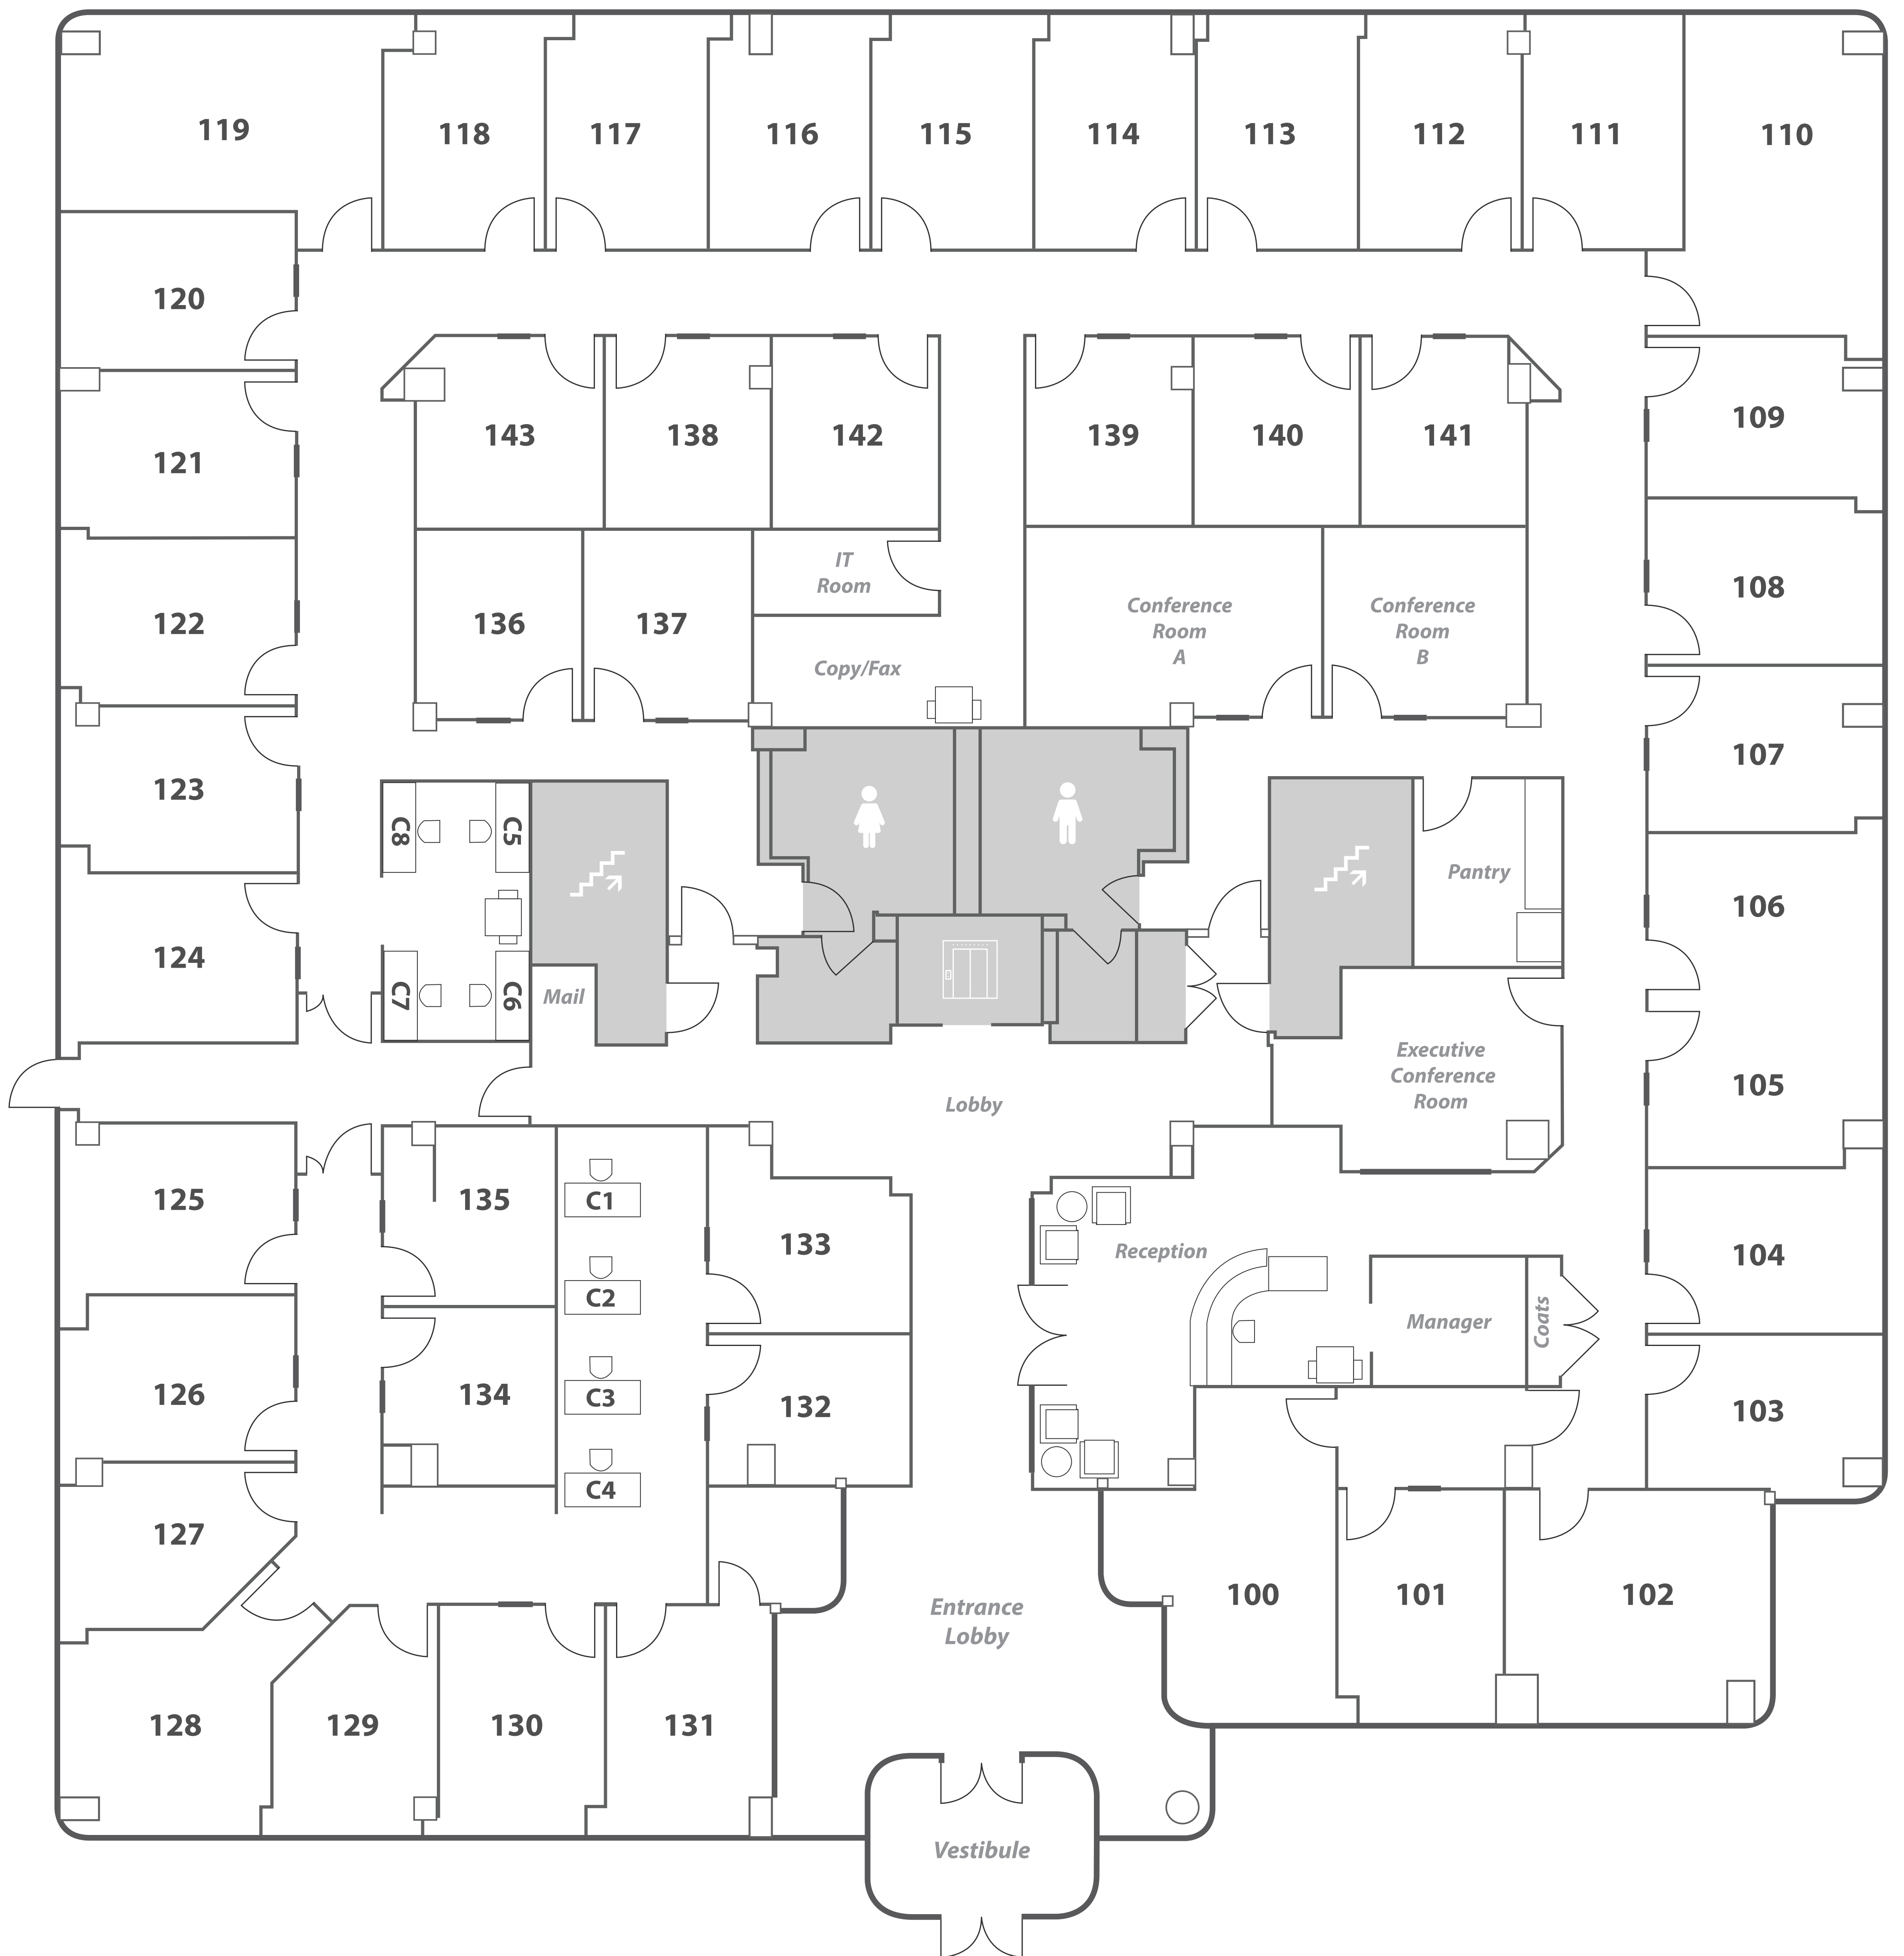 119
118
117
116
115
114
113
112
111
110
120
143
138
142
139
140
141
109
121
IT
Room
108
122
136
137
Conference
Room
A
Conference
Room
B
Copy/Fax
107
123
C8
C5
Pantry
106
124
C7
C6
Mail
Executive
Conference
Room
105
Lobby
125
135
C1
133
Reception
104
C2
Manager
Coats
126
134
C3
132
103
C4
127
Entrance
Lobby
100
101
102
128
129
130
131
Vestibule